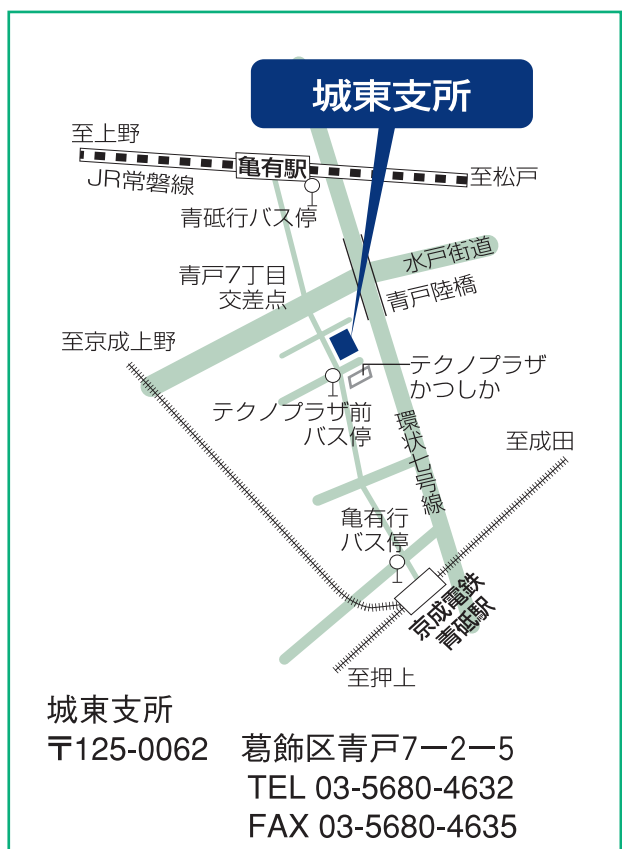 城東支所
至上野
亀有駅
JR常磐線
至松戸
青砥行バス停
水戸街道
青戸7丁目
交差点
青戸陸橋
至京成上野
テクノプラザ
かつしか
テクノプラザ前
バス停
環状七号線
至成田
亀有行
バス停
京成電鉄
青砥駅
至押上
城東支所
〒125-0062 葛飾区青戸7ー2ー5
TEL 03-5680-4632
FAX 03-5680-4635